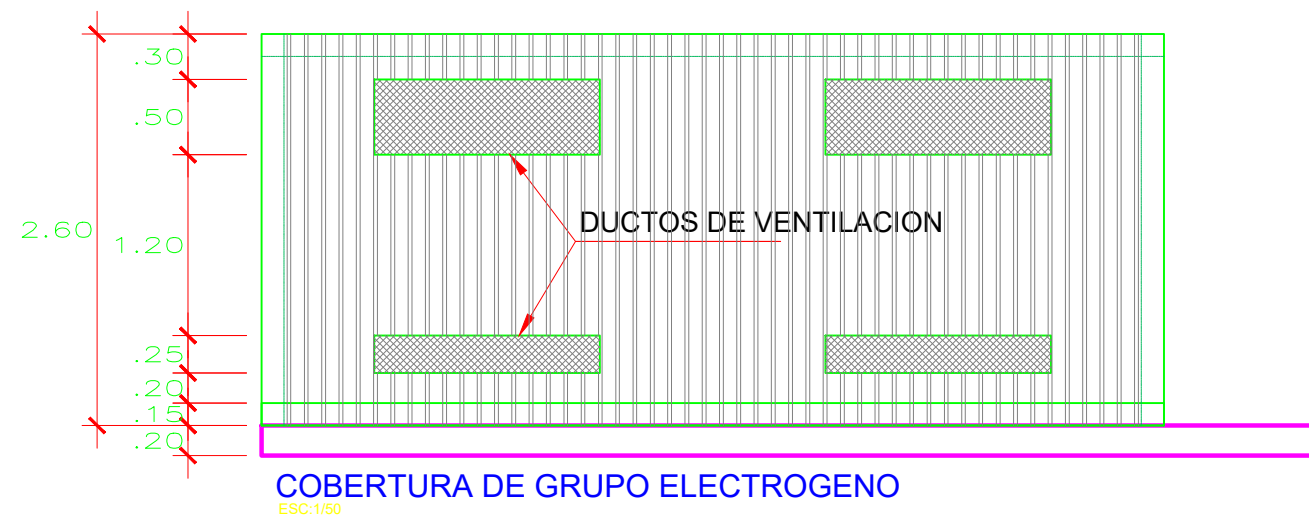 .30
.50
2.60
1.20
DUCTOS DE VENTILACION
.25
.20
.15
.20
COBERTURA DE GRUPO ELECTROGENO
ESC:1/50